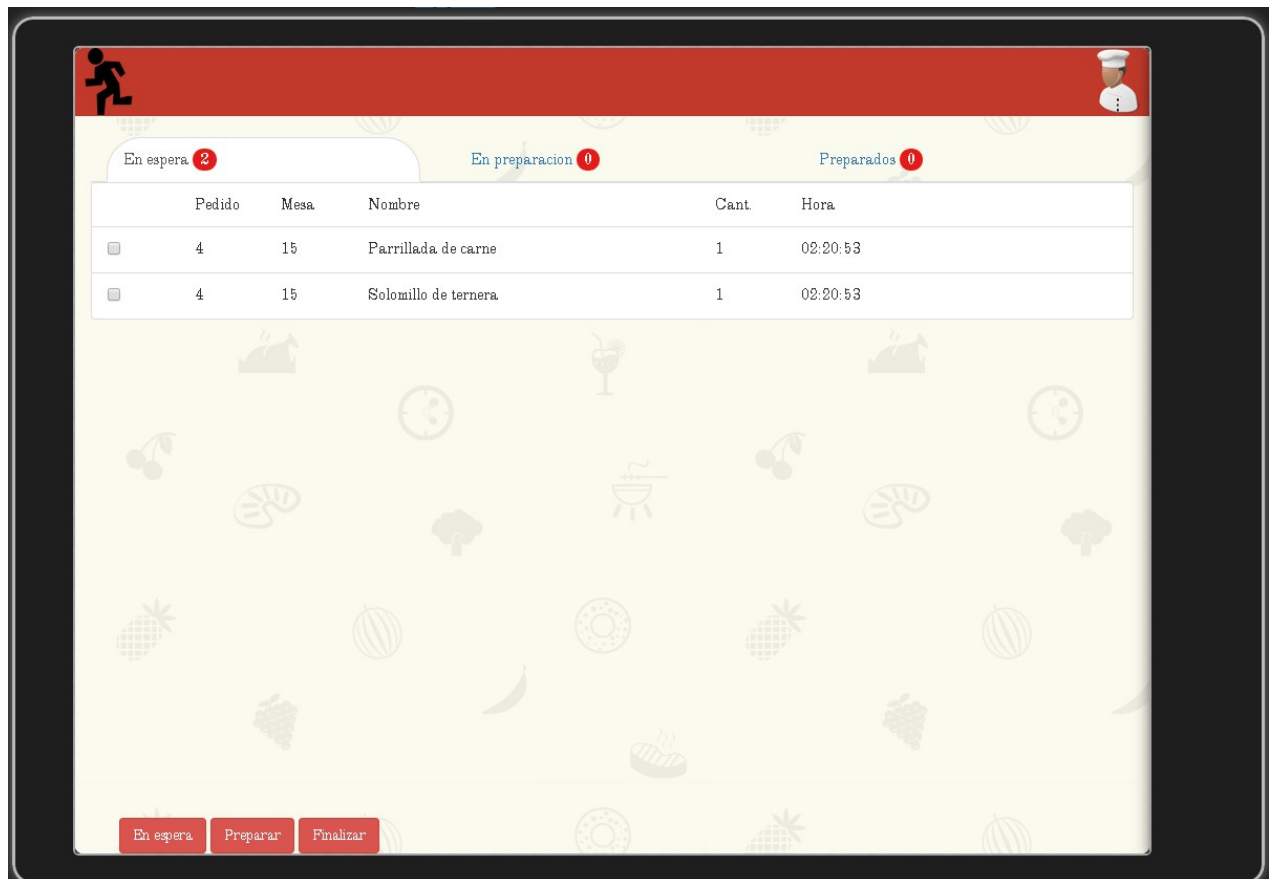 En espera 2 En preparacion 0 Preparados 0
Pedido Mesa Nombre Cant. Hora
4 15 Parrillada de carne 1 02:20:53
4 15 Solomillo de ternera 1 02:20:53
En espera Preparar Finalizar